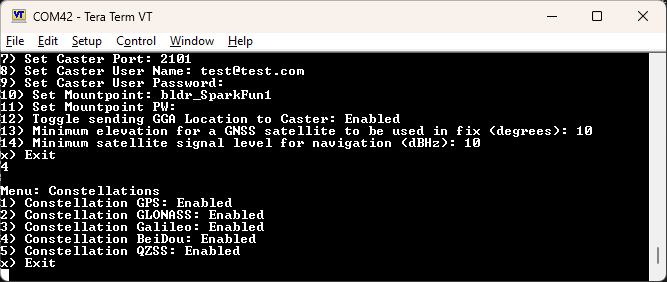 COM42 - Tera Term VT
File Edit Setup Control Window Help
7) Set Caster Port: 2101
8) Set Caster User Name: test@test.com
9) Set Caster User Password:
10) Set Mountpoint: bldr_SparkFun1
11) Set Mountpoint PW:
12) Toggle sending GGA Location to Caster: Enabled
13) Minimum elevation for a GNSS satellite to be used in fix (degrees): 10
14) Minimum satellite signal level for navigation (dBHz): 10
x) Exit
4
Menu: Constellations
1) Constellation GPS: Enabled
2) Constellation GLONASS: Enabled
3) Constellation Galileo: Enabled
4) Constellation BeiDou: Enabled
5) Constellation QZSS: Enabled
x) Exit